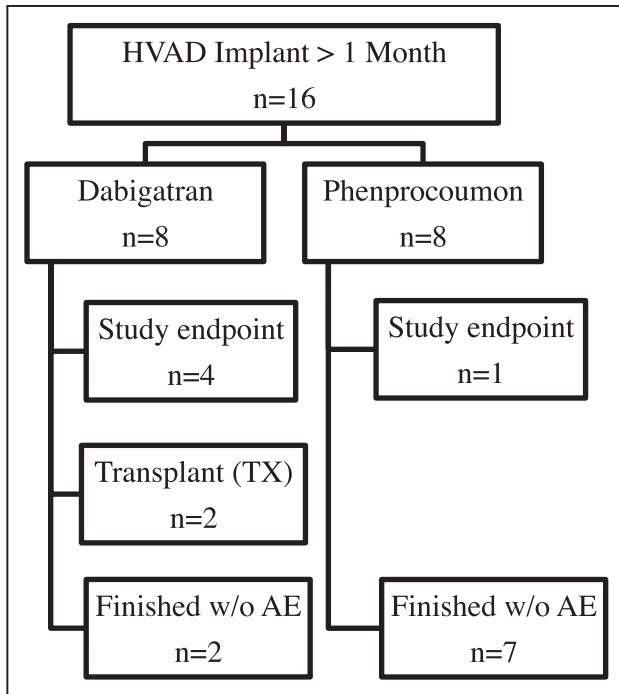 HVAD Implant > 1 Month
n=16
Dabigatran
n=8
Phenprocoumon
n=8
Study endpoint
n=4
Study endpoint
n=1
Transplant (TX)
n=2
Finished w/o AE
n=2
Finished w/o AE
n=7